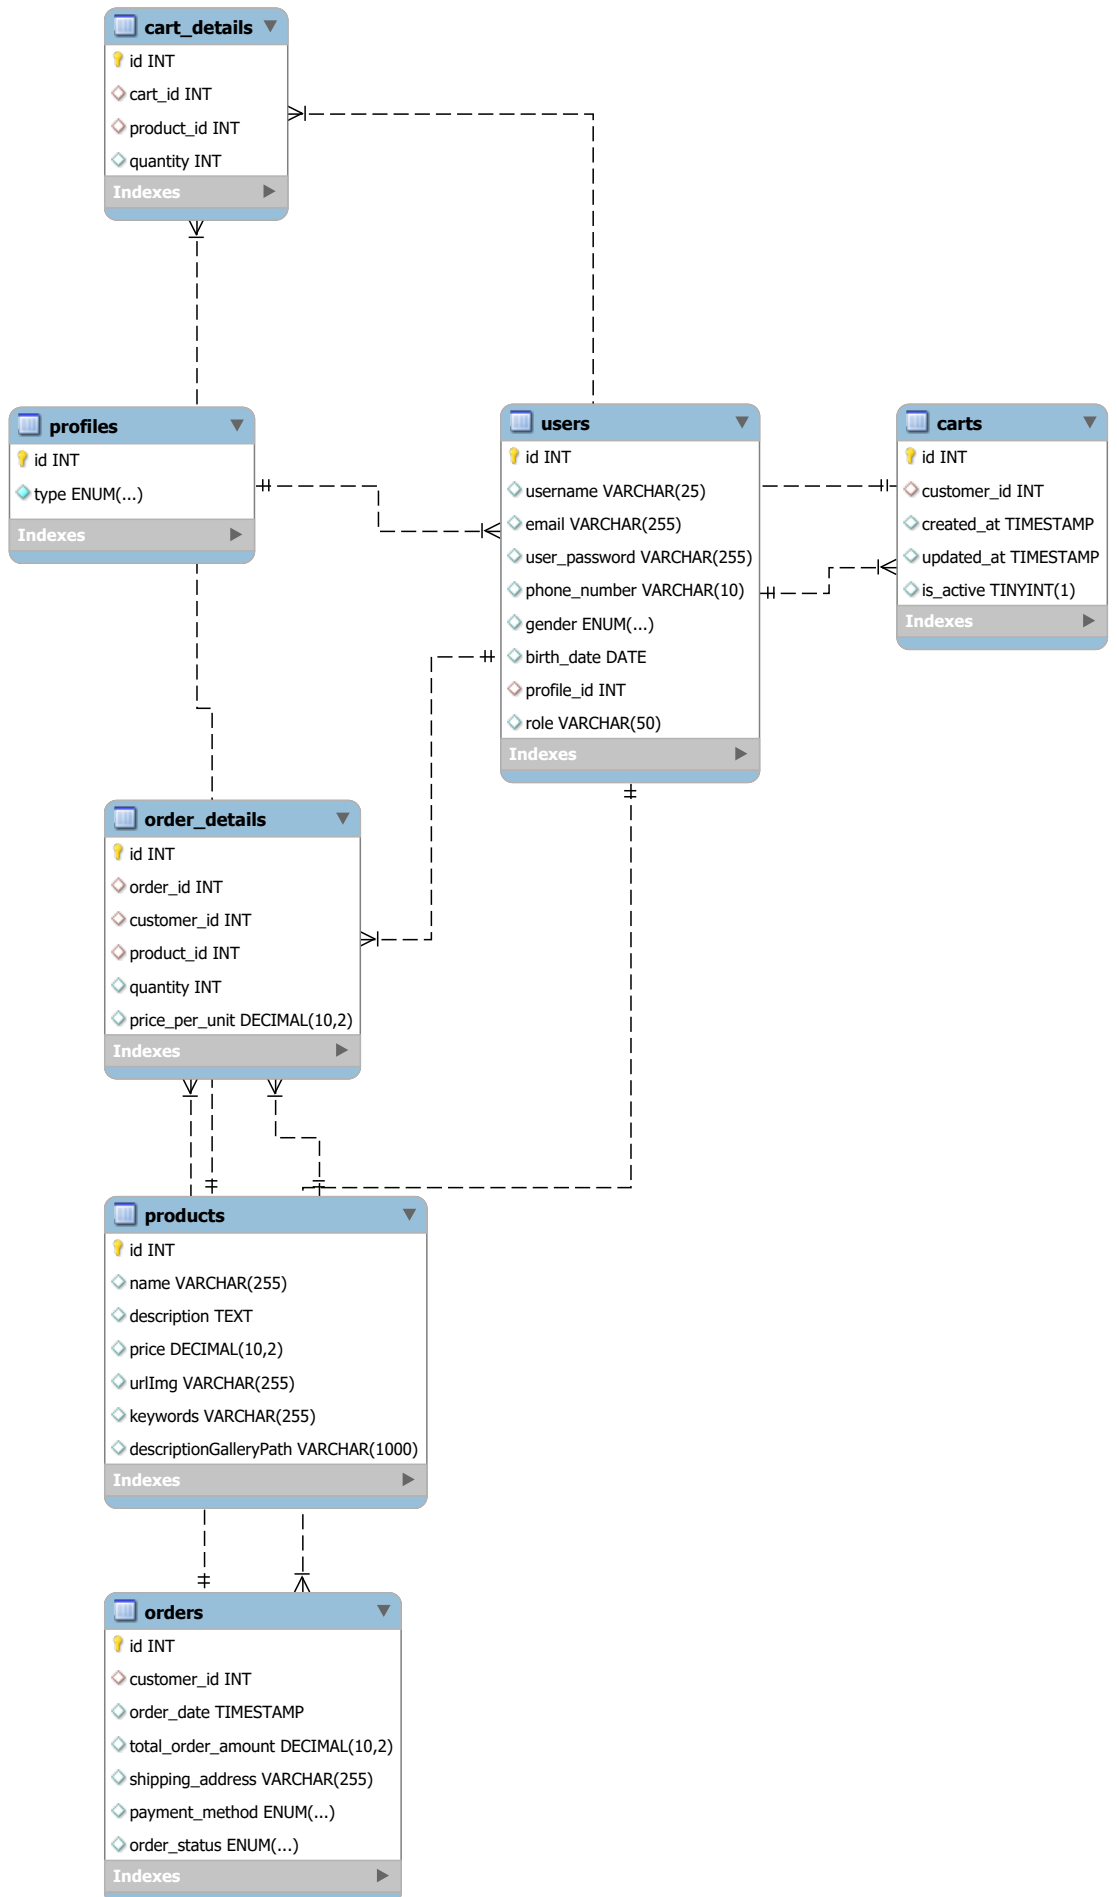 cart_details
id INT
cart_id INT
product_id INT
quantity INT
Indexes
profiles
id INT
type ENUM(...)
Indexes
users
id INT
username VARCHAR(25)
email VARCHAR(255)
user_password VARCHAR(255)
phone_number VARCHAR(10)
gender ENUM(...)
birth_date DATE
profile_id INT
role VARCHAR(50)
Indexes
carts
id INT
customer_id INT
created_at TIMESTAMP
updated_at TIMESTAMP
is_active TINYINT(1)
Indexes
order_details
id INT
order_id INT
customer_id INT
product_id INT
quantity INT
price_per_unit DECIMAL(10,2)
Indexes
products
id INT
name VARCHAR(255)
description TEXT
price DECIMAL(10,2)
urlImg VARCHAR(255)
keywords VARCHAR(255)
descriptionGalleryPath VARCHAR(1000)
Indexes
orders
id INT
customer_id INT
order_date TIMESTAMP
total_order_amount DECIMAL(10,2)
shipping_address VARCHAR(255)
payment_method ENUM(...)
order_status ENUM(...)
Indexes